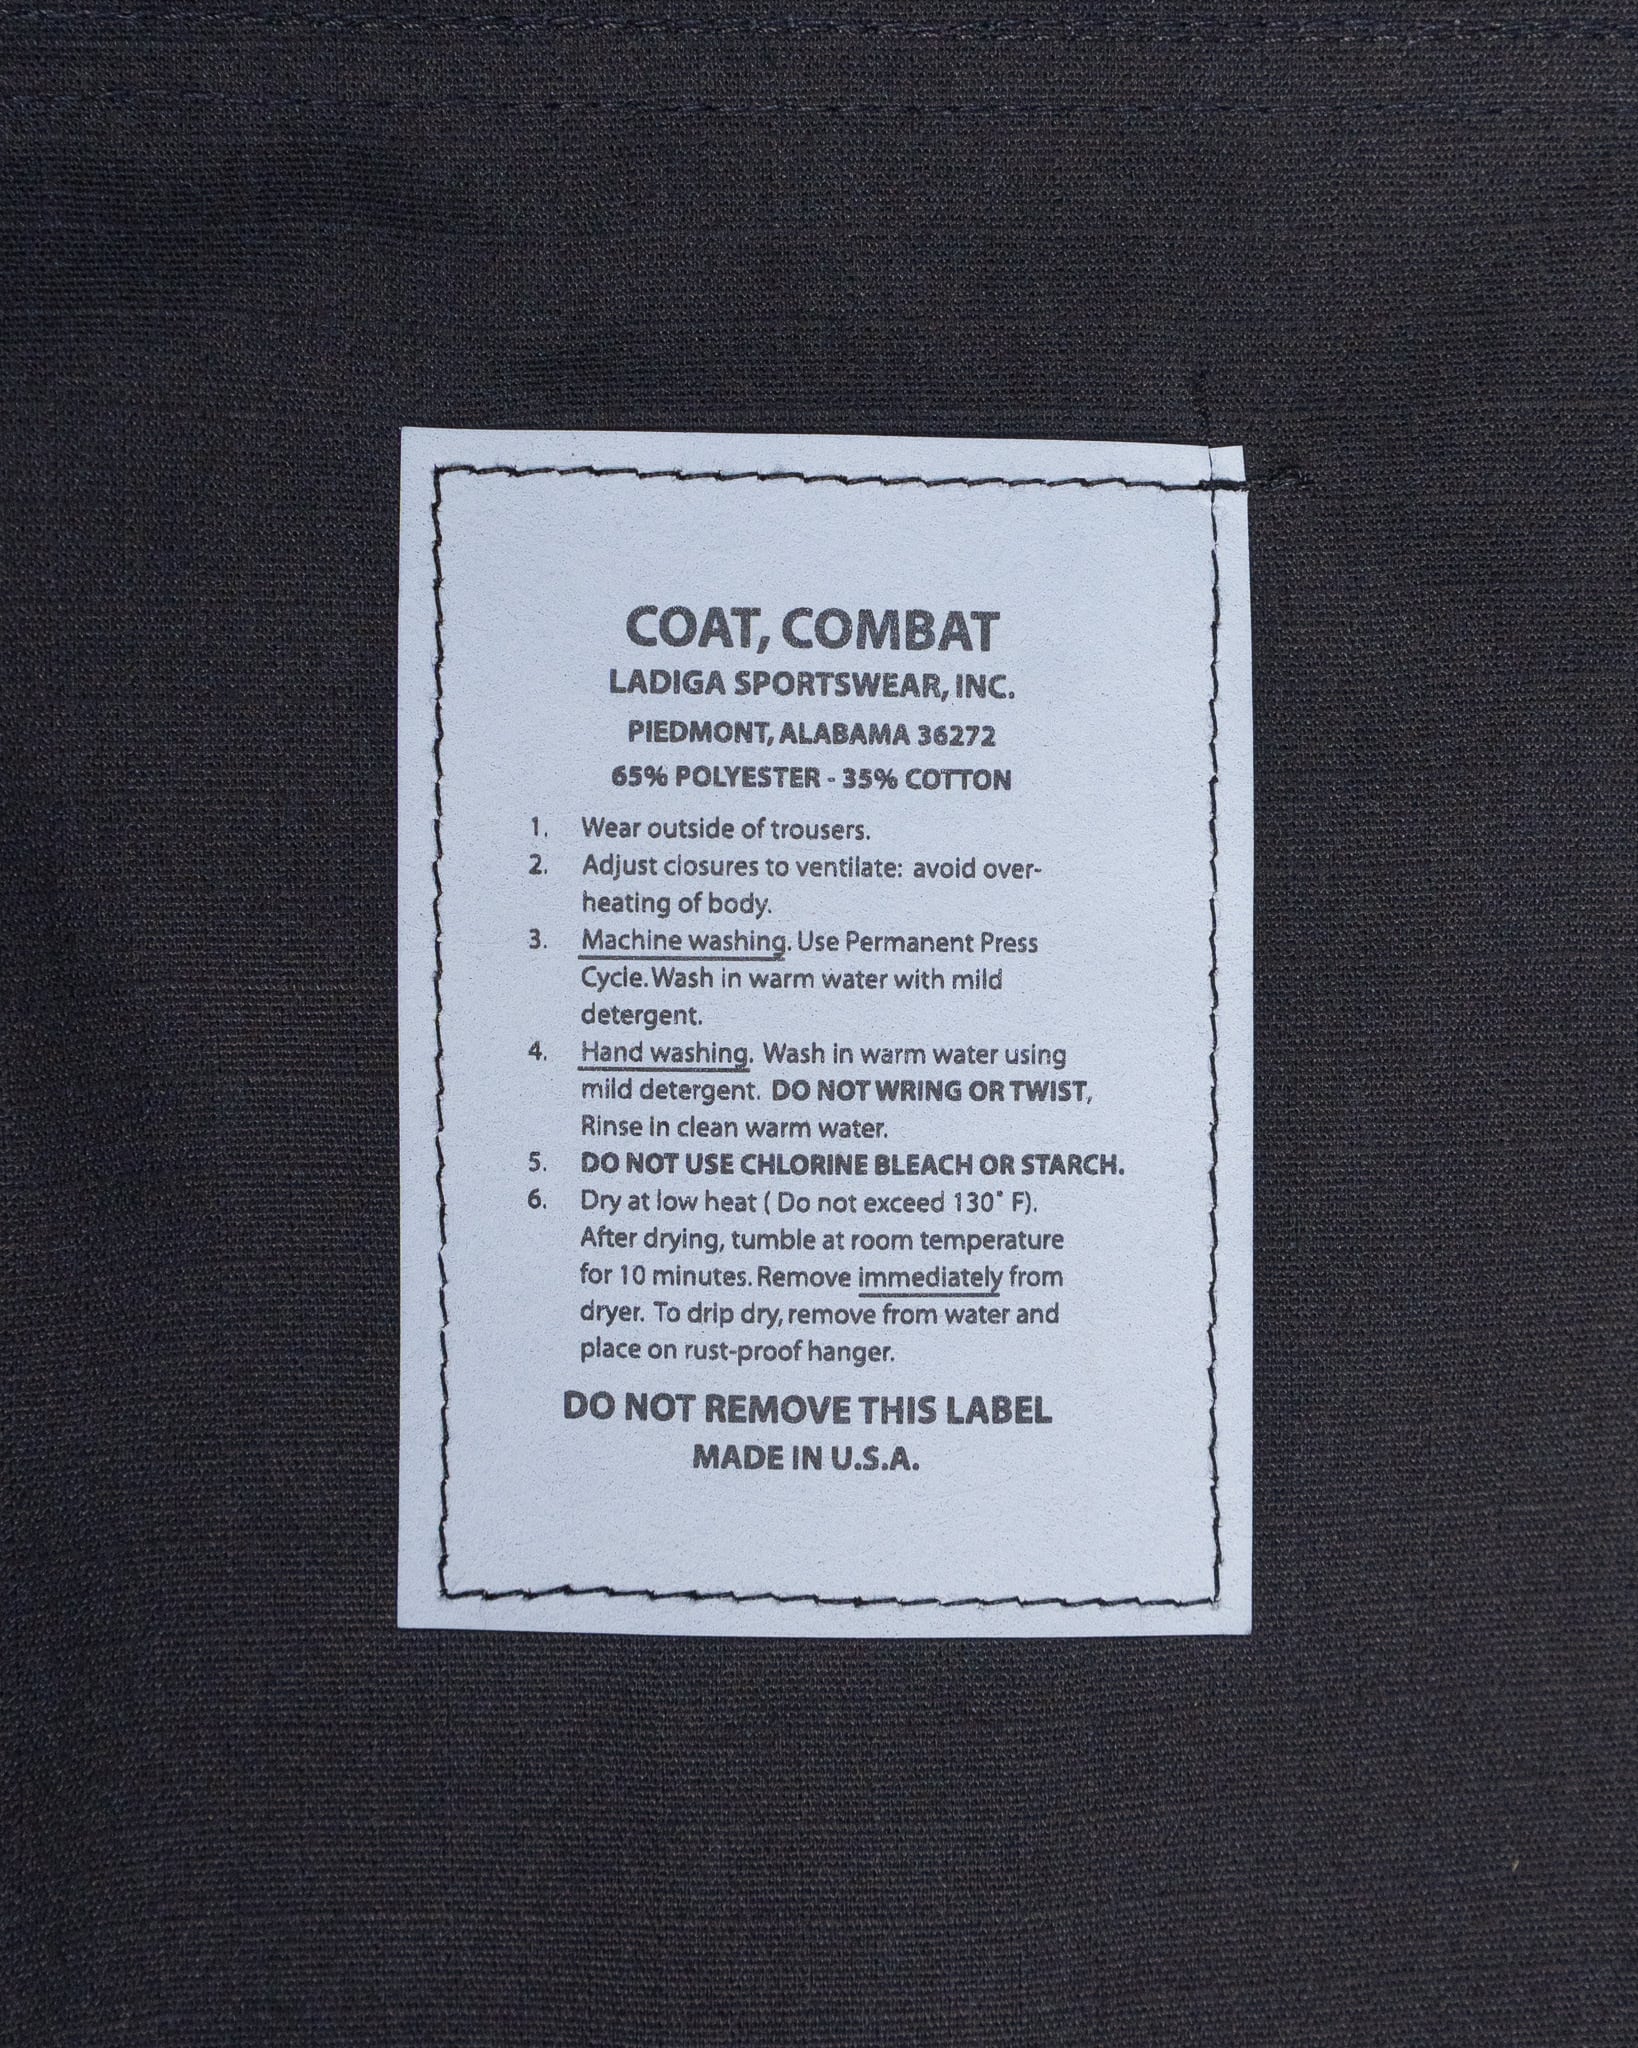 COAT, COMBAT
LADIGA SPORTSWEAR, INC.
PIEDMONT, ALABAMA 36272
65% POLYESTER - 35% COTTON
1. Wear outside of trousers.
2. Adjust closures to ventilate: avoid over-
heating of body.
3. Machine washing. Use Permanent Press
Cycle. Wash in warm water with mild
detergent.
4. Hand washing. Wash in warm water using
mild detergent. DO NOT WRING OR TWIST,
Rinse in clean warm water.
5. DO NOT USE CHLORINE BLEACH OR STARCH.
6. Dry at low heat ( Do not exceed 130° F).
After drying, tumble at room temperature
for 10 minutes. Remove immediately from
dryer. To drip dry, remove from water and
place on rust-proof hanger.
DO NOT REMOVE THIS LABEL
MADE IN U.S.A.